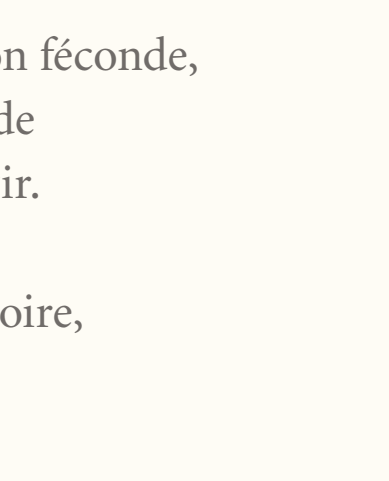 on féconde,
de
ir.
oire,